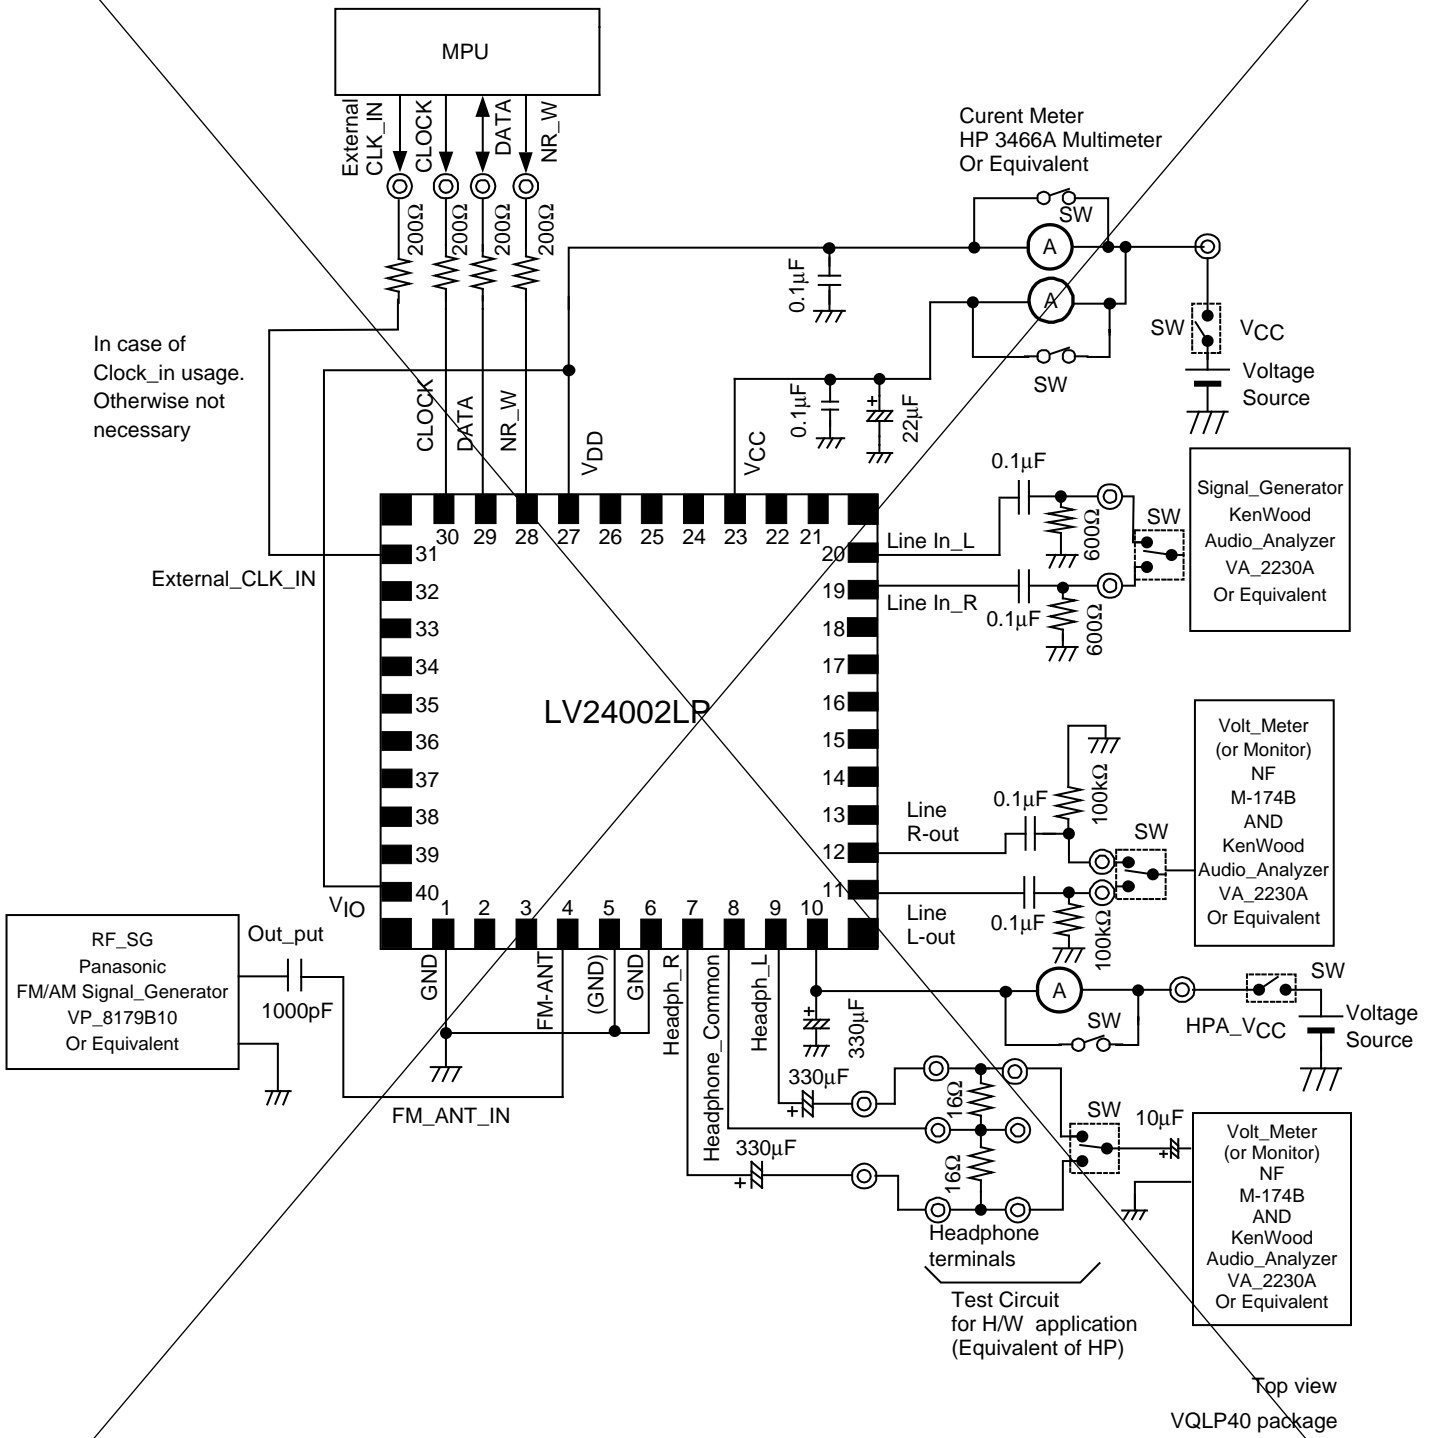 MPU
External
CLK_IN
CLOCK
DATA
NR_W
200Ω
200Ω
200Ω
200Ω
Curent Meter
HP 3466A Multimeter
Or Equivalent
SW
A
A
SW
0.1µF
SW
VCC
Voltage
Source
In case of
Clock_in usage.
Otherwise not
necessary
CLOCK
DATA
NR_W
VDD
VCC
0.1µF
22µF
0.1µF
600Ω
SW
Signal_Generator
KenWood
Audio_Analyzer
VA_2230A
Or Equivalent
30
29
28
27
26
25
24
23
22
21
31
32
33
34
35
36
37
38
39
40
20
19
18
17
16
15
14
13
12
11
External_CLK_IN
Line In_L
Line In_R
0.1µF
600Ω
LV24002LP
Volt_Meter
(or Monitor)
NF
M-174B
AND
KenWood
Audio_Analyzer
VA_2230A
Or Equivalent
Line
R-out
0.1µF
100kΩ
SW
Line
L-out
0.1µF
100kΩ
VIO
1
2
3
4
5
6
7
8
9
10
RF_SG
Panasonic
FM/AM Signal_Generator
VP_8179B10
Or Equivalent
Out_put
1000pF
GND
FM-ANT
(GND)
GND
Headph_R
Headphone_Common
Headph_L
330µF
A
SW
HPA_VCC
SW
Voltage
Source
FM_ANT_IN
330µF
330µF
16Ω
16Ω
SW
10µF
Volt_Meter
(or Monitor)
NF
M-174B
AND
KenWood
Audio_Analyzer
VA_2230A
Or Equivalent
Headphone
terminals
Test Circuit
for H/W application
(Equivalent of HP)
Top view
VQLP40 package